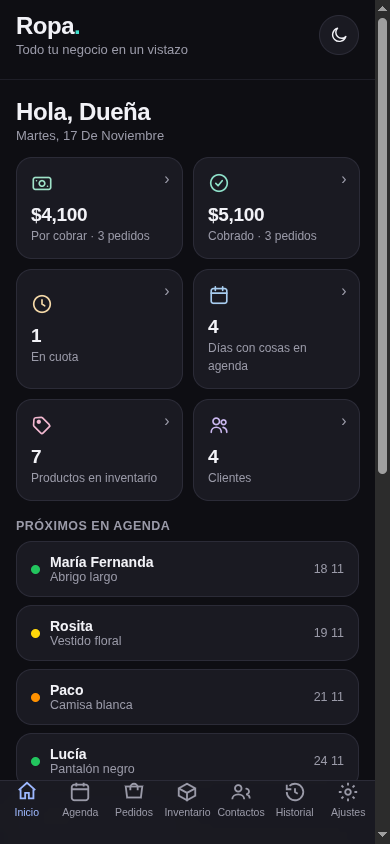 Ropa.
Todo tu negocio en un vistazo
Hola, Dueña
Martes, 17 De Noviembre
$4,100
Por cobrar · 3 pedidos
$5,100
Cobrado · 3 pedidos
1
En cuota
4
Días con cosas en
agenda
7
Productos en inventario
4
Clientes
PRÓXIMOS EN AGENDA
María Fernanda
Abrigo largo
18 11
Rosita
Vestido floral
19 11
Paco
Camisa blanca
21 11
Lucía
Pantalón negro
24 11
Inicio
Agenda
Pedidos
Inventario
Contactos
Historial
Ajustes